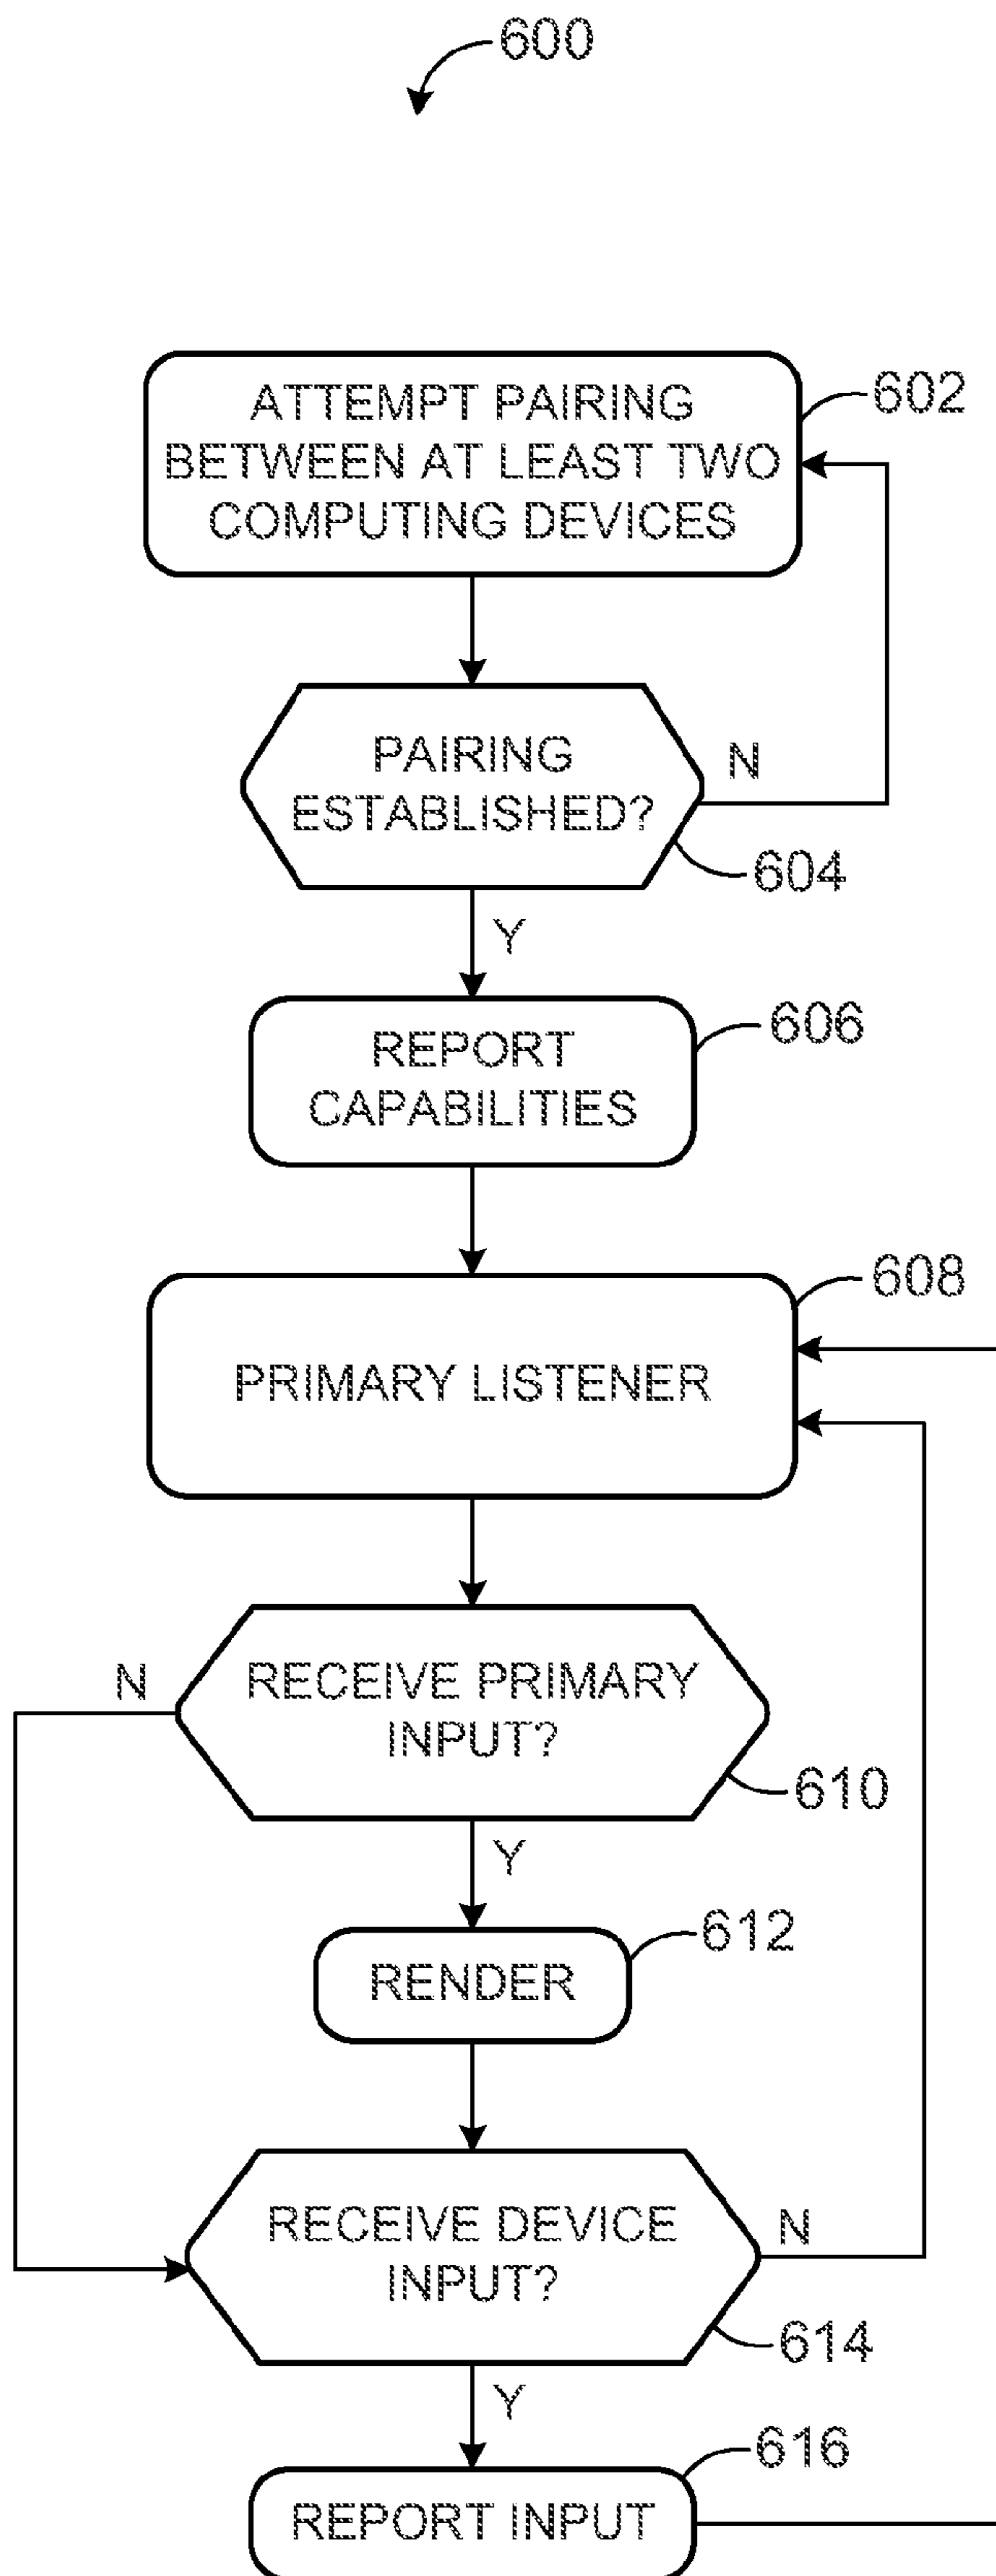 600
ATTEMPT PAIRING
BETWEEN AT LEAST TWO
COMPUTING DEVICES
602
PAIRING
ESTABLISHED?
N
604
Y
REPORT
CAPABILITIES
606
PRIMARY LISTENER
608
N
RECEIVE PRIMARY
INPUT?
610
Y
RENDER
612
RECEIVE DEVICE
INPUT?
N
614
Y
REPORT INPUT
616